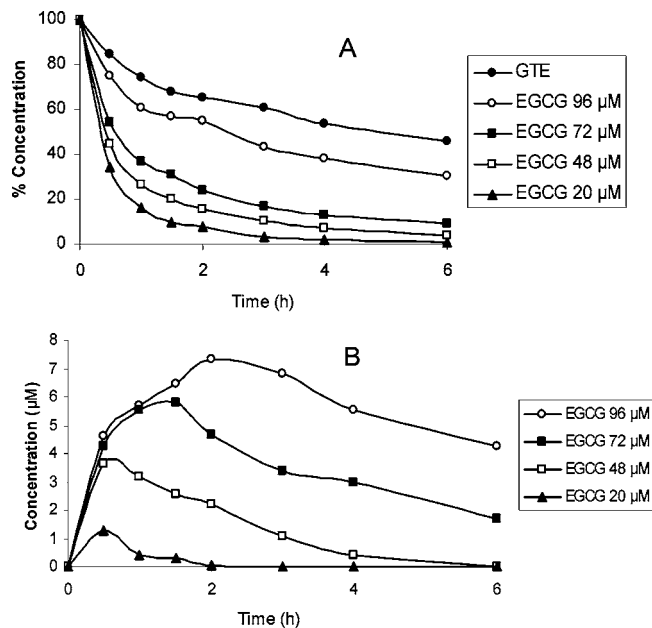 A
% Concentration
100
80
60
40
20
0
0 2 4 6
Time (h)
GTE
EGCG 96 µM
EGCG 72 µM
EGCG 48 µM
EGCG 20 µM
B
Concentration (µM)
8
7
6
5
4
3
2
1
0
0 2 4 6
Time (h)
EGCG 96 µM
EGCG 72 µM
EGCG 48 µM
EGCG 20 µM